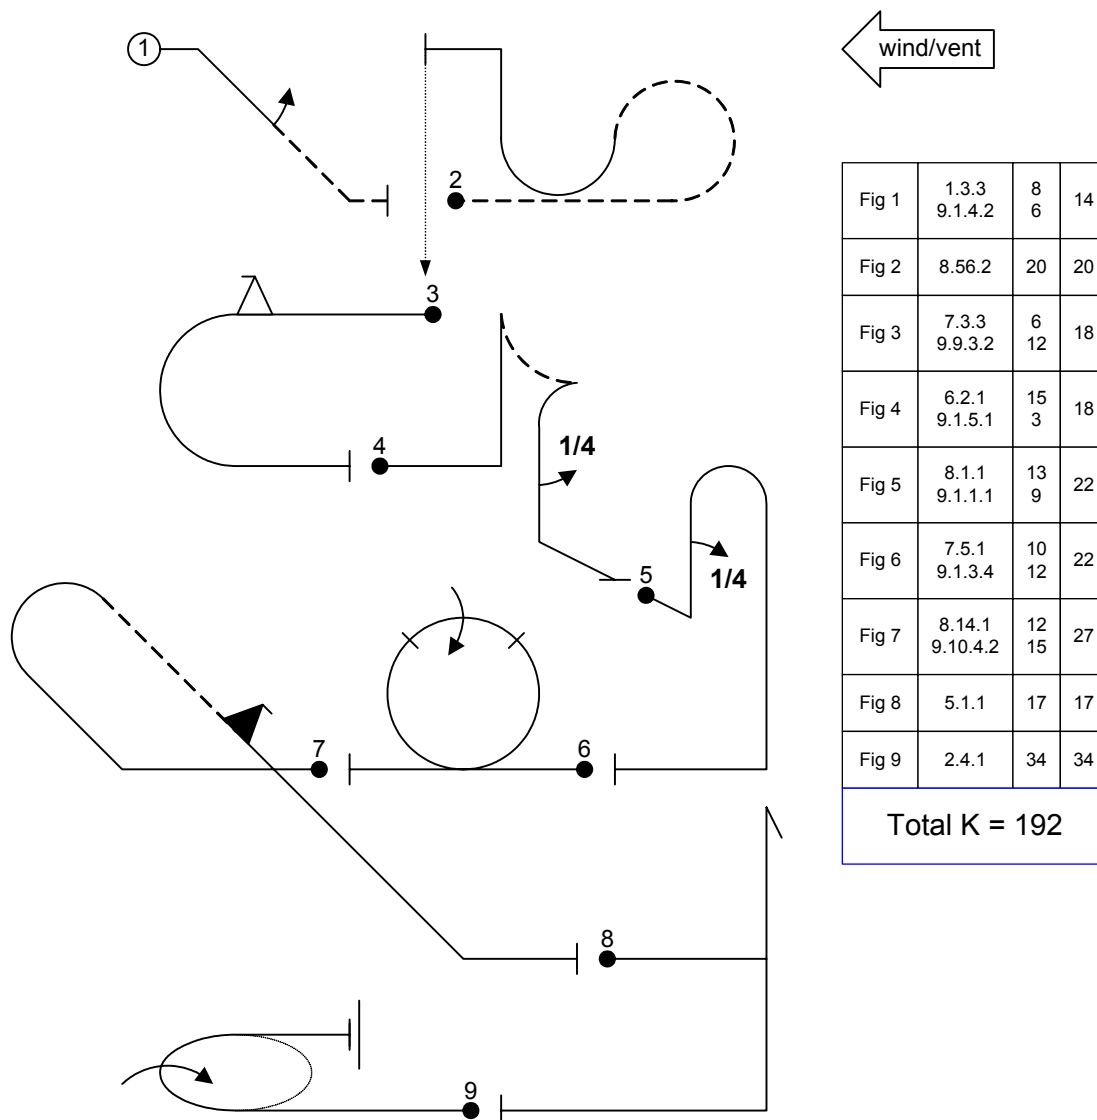 1
wind/vent
2
3
4
1/4
5
1/4
6
7
8
9
Fig 1 1.3.3 8 14
9.1.4.2 6
Fig 2 8.56.2 20 20
Fig 3 7.3.3 6 18
9.9.3.2 12
Fig 4 6.2.1 15 18
9.1.5.1 3
Fig 5 8.1.1 13 22
9.1.1.1 9
Fig 6 7.5.1 10 22
9.1.3.4 12
Fig 7 8.14.1 12 27
9.10.4.2 15
Fig 8 5.1.1 17 17
Fig 9 2.4.1 34 34
Total K = 192